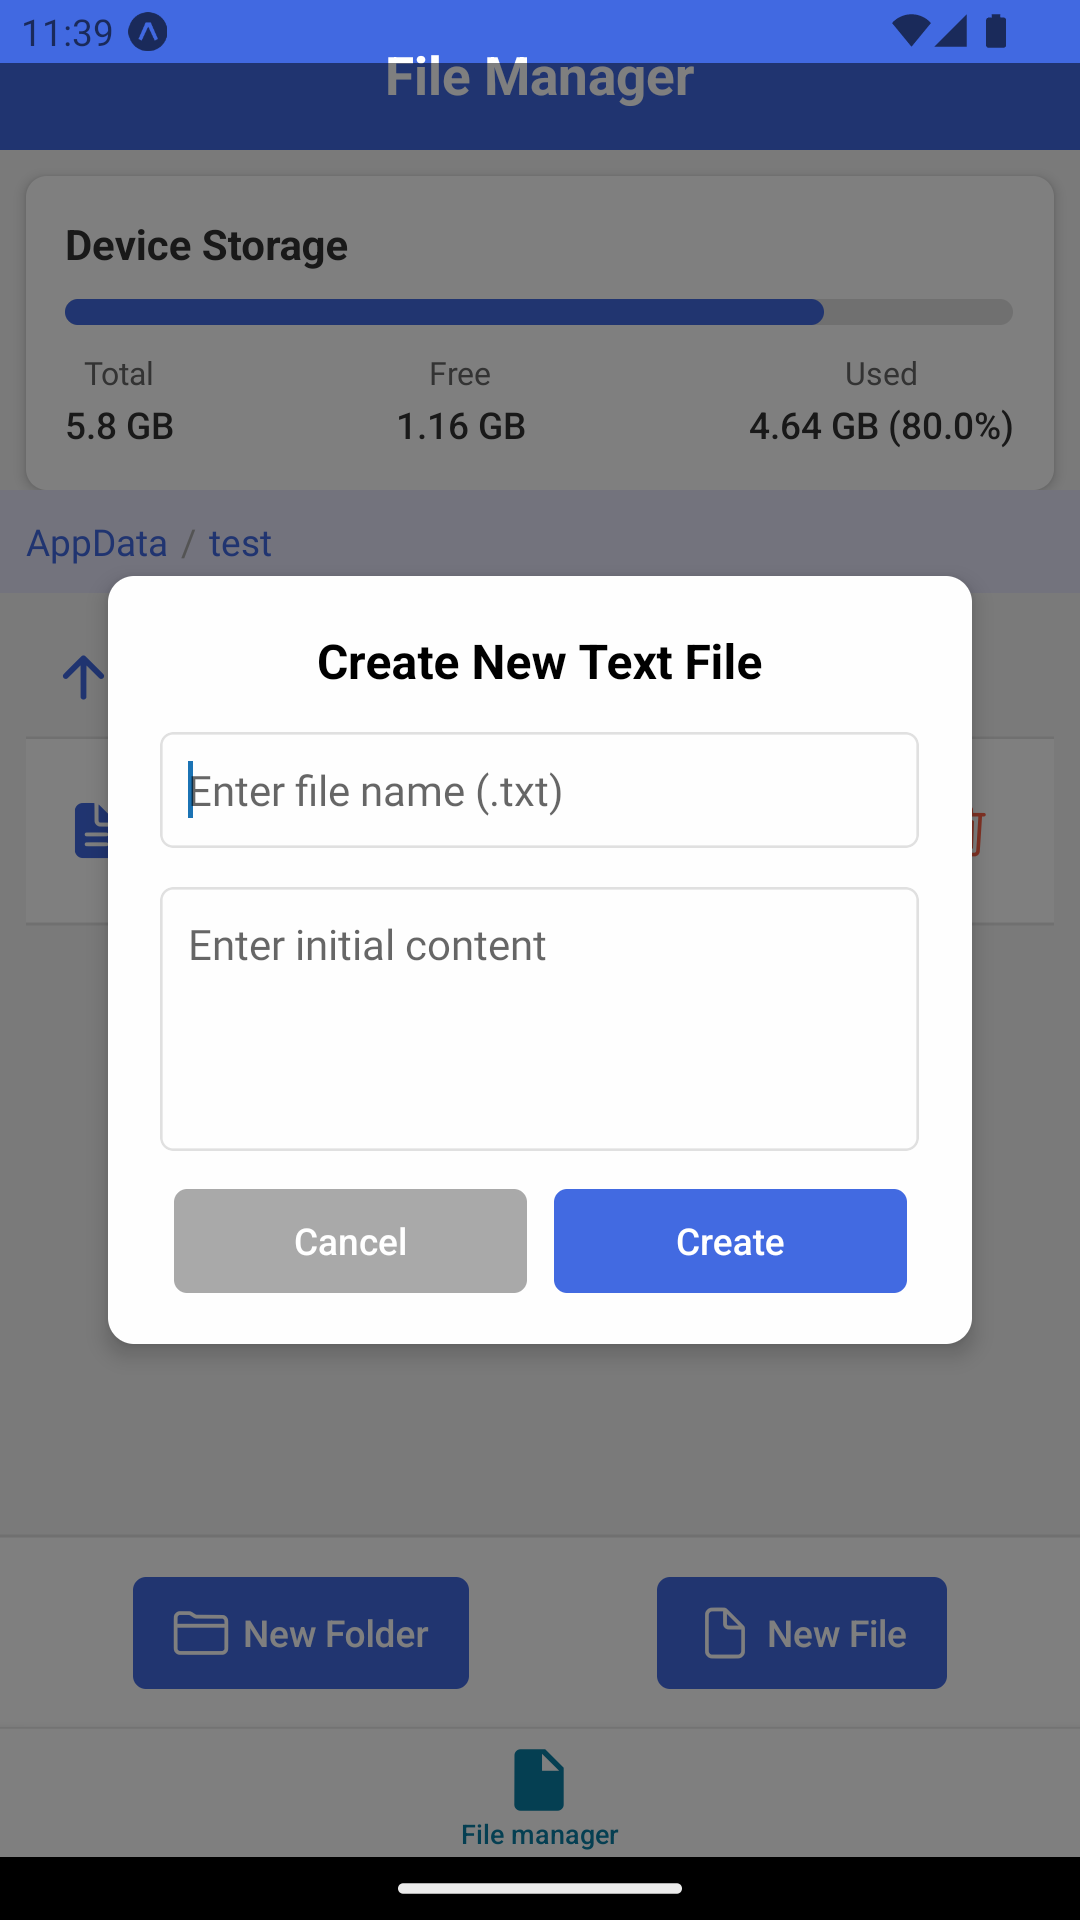 11:39
File Manager
Device Storage
Total Free Used
5.8 GB 1.16 GB 4.64 GB (80.0%)
AppData / test
Create New Text File
Enter file name (.txt)
Enter initial content
Cancel Create
New Folder New File
File manager